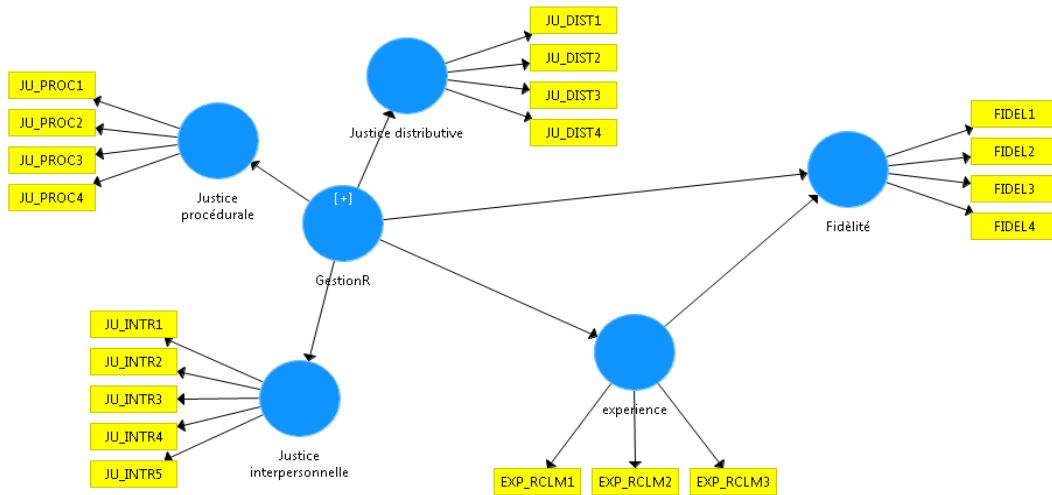 JU_DIST1
JU_DIST2
JU_DIST3
JU_DIST4
Justice distributive
JU_PROC1
JU_PROC2
JU_PROC3
JU_PROC4
Justice
procédurale
[+]
GestionR
FIDEL1
FIDEL2
FIDEL3
FIDEL4
Fidèlité
JU_INTR1
JU_INTR2
JU_INTR3
JU_INTR4
JU_INTR5
Justice
interpersonnelle
experience
EXP_RCLM1
EXP_RCLM2
EXP_RCLM3